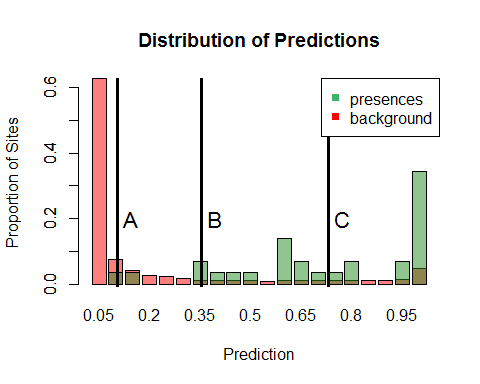 Distribution of Predictions
presences
background
Proportion of Sites
0.0 0.2 0.4 0.6
A B C
0.05 0.2 0.35 0.5 0.65 0.8 0.95
Prediction